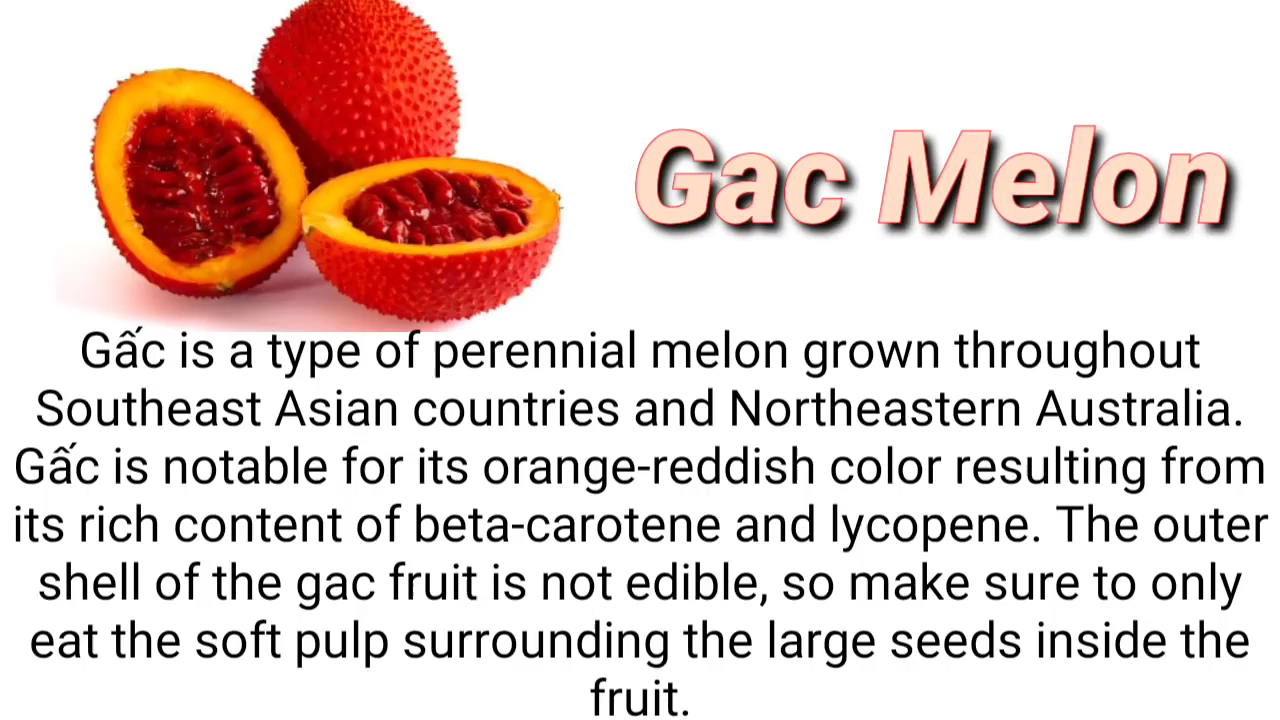 Gac Melon
Gấc is a type of perennial melon grown throughout
Southeast Asian countries and Northeastern Australia.
Gấc is notable for its orange-reddish color resulting from
its rich content of beta-carotene and lycopene. The outer
shell of the gac fruit is not edible, so make sure to only
eat the soft pulp surrounding the large seeds inside the
fruit.